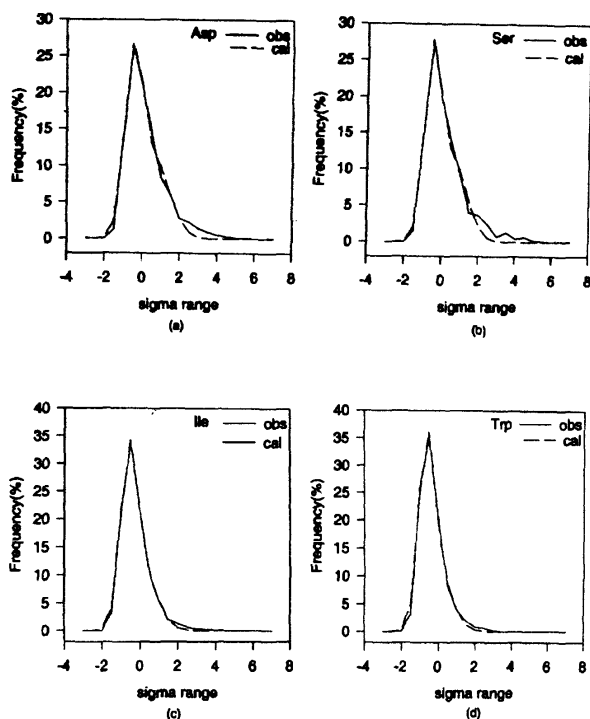 Asp obs
cal
Frequency(%)
30
25
20
15
10
5
0
-4 -2 0 2 4 6 8
sigma range
(a)
Ser obs
cal
Frequency(%)
30
25
20
15
10
5
0
-4 -2 0 2 4 6 8
sigma range
(b)
Ile obs
cal
Frequency(%)
40
35
30
25
20
15
10
5
0
-4 -2 0 2 4 6 8
sigma range
(c)
Trp obs
cal
Frequency(%)
40
35
30
25
20
15
10
5
0
-4 -2 0 2 4 6 8
sigma range
(d)